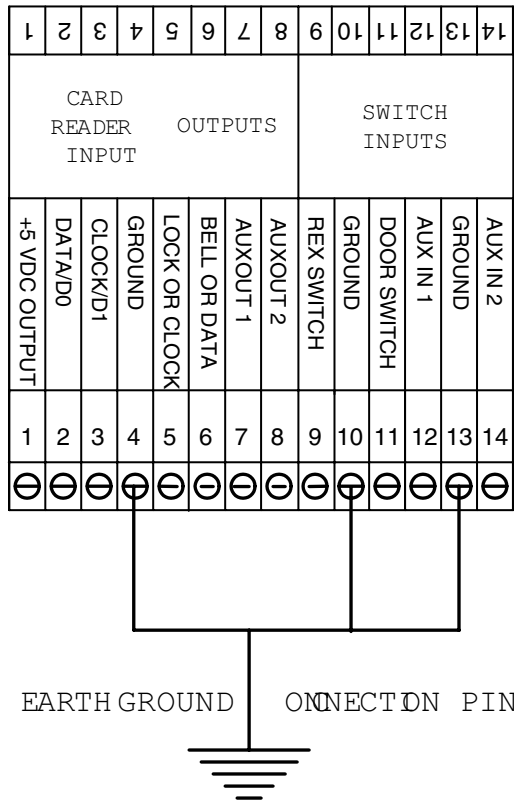 1 2 3 4 5 6 7 8 9 10 11 12 13 14
CARD
READER
INPUT
OUTPUTS
SWITCH
INPUTS
+5 VDC OUTPUT
DATA/D0
CLOCK/D1
GROUND
LOCK OR CLOCK
BELL OR DATA
AUXOUT 1
AUXOUT 2
REX SWITCH
GROUND
DOOR SWITCH
AUX IN 1
GROUND
AUX IN 2
1 2 3 4 5 6 7 8 9 10 11 12 13 14
EARTH GROUND CONNECTION PIN